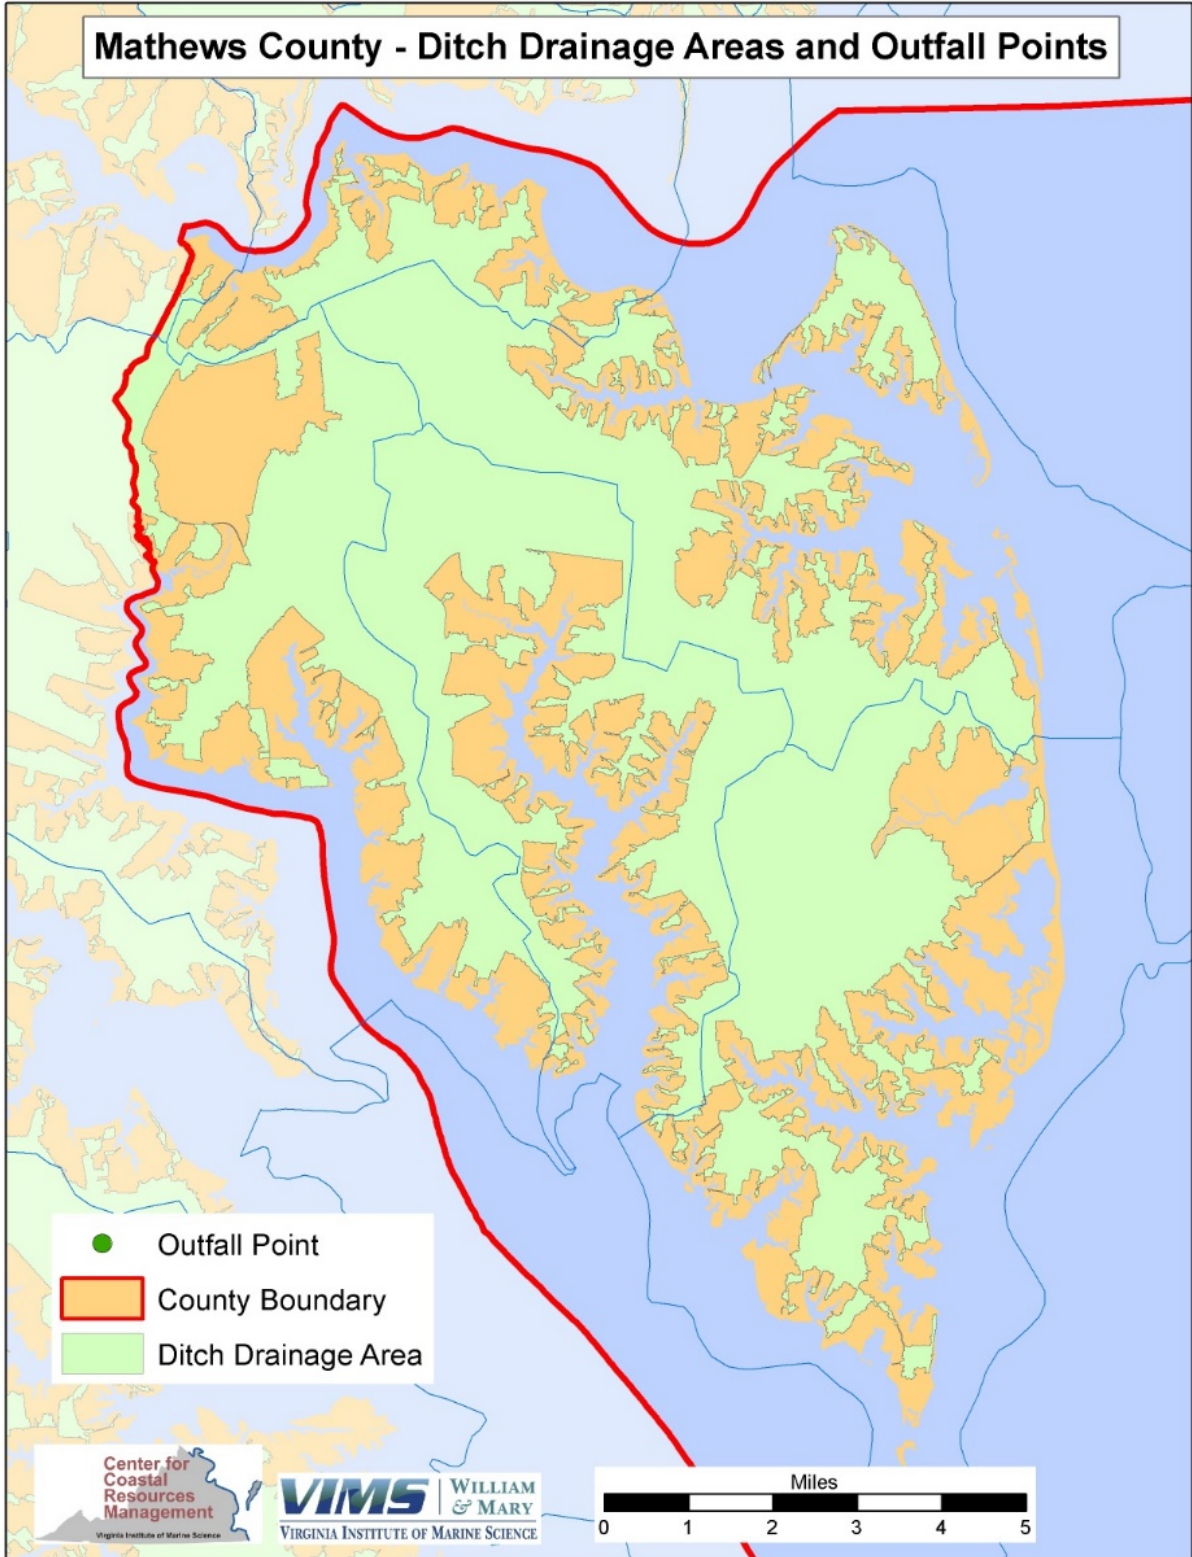 Mathews County - Ditch Drainage Areas and Outfall Points
Outfall Point
County Boundary
Ditch Drainage Area
Center for
Coastal
Resources
Management
Virginia Institute of Marine Science
VIMS
WILLIAM
& MARY
VIRGINIA INSTITUTE OF MARINE SCIENCE
Miles
0 1 2 3 4 5